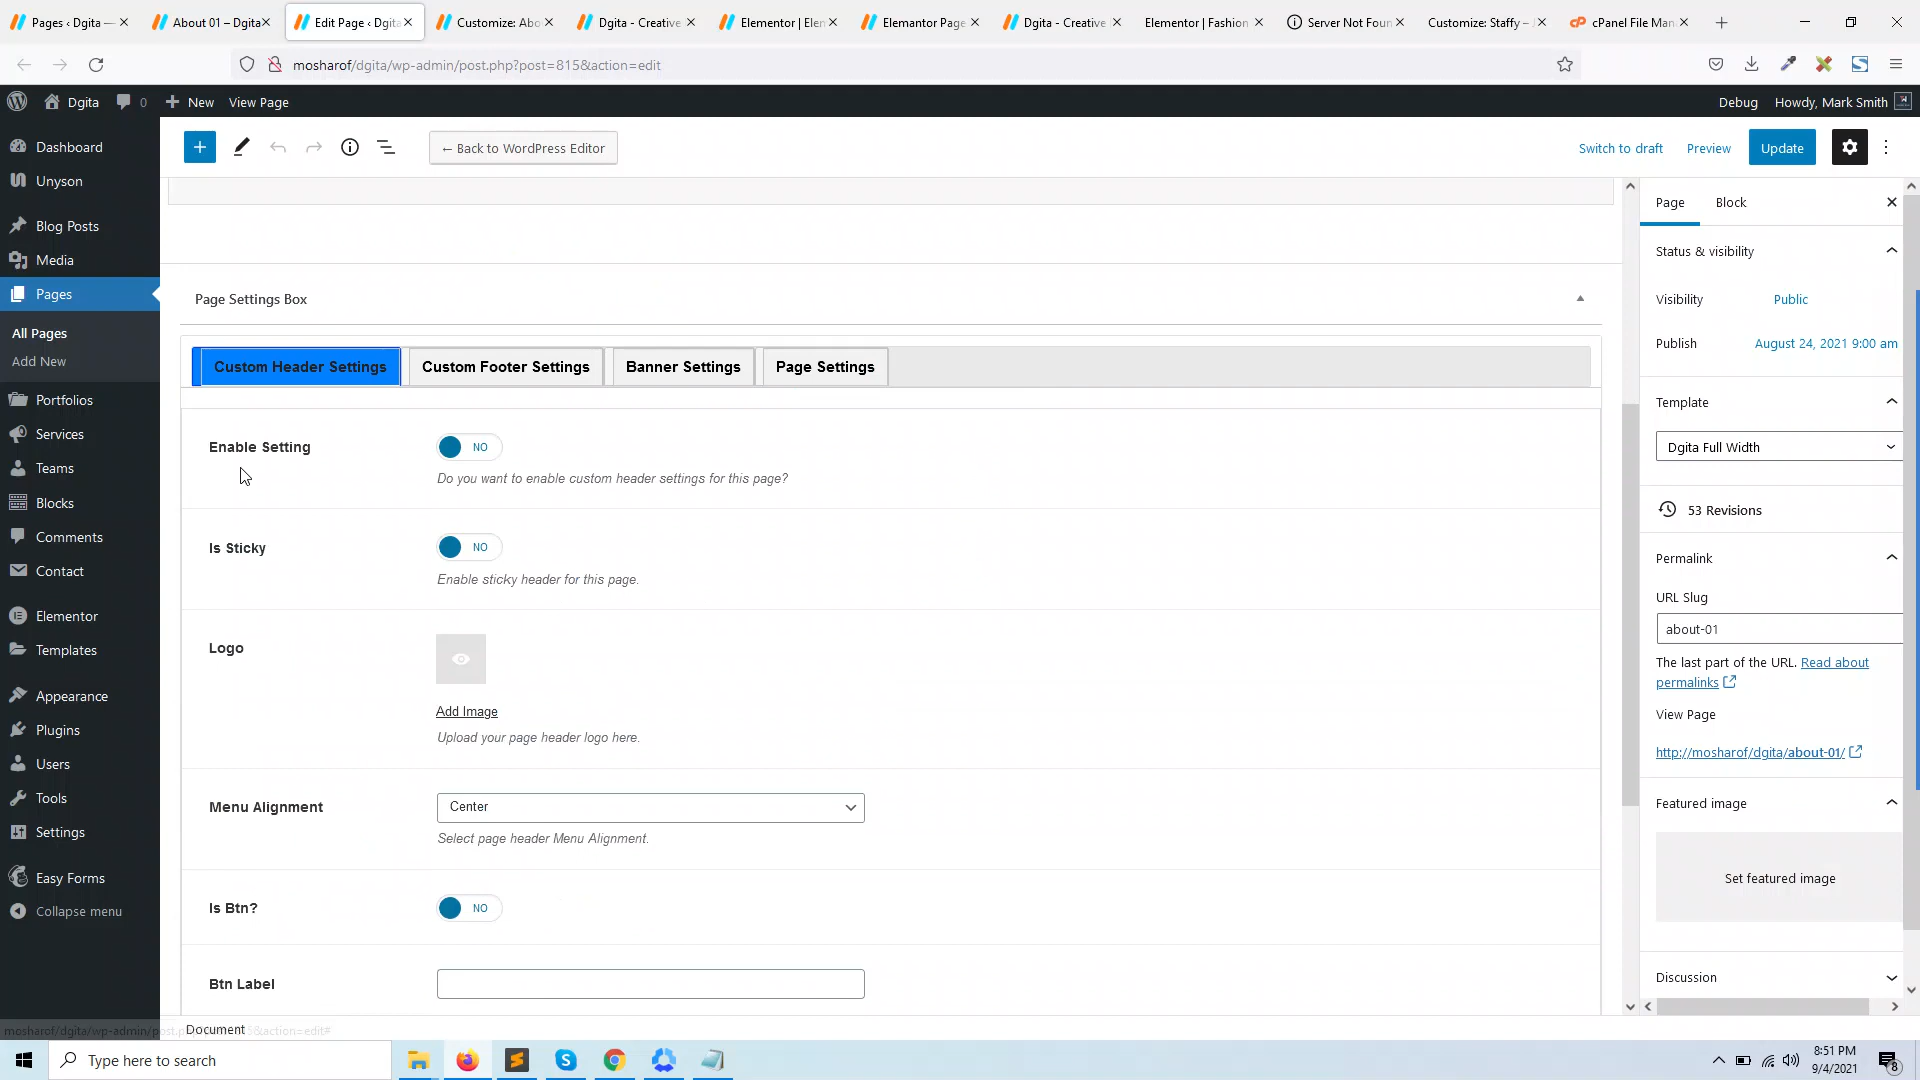 Pages ‹ Dgita —
About 01 – Dgita
Edit Page ‹ Dgita
Customize: Abo
Dgita - Creative
Elementor | Elem
Elemantor Page
Dgita - Creative
Elementor | Fashion
Server Not Foun
Customize: Staffy –
cPanel File Man
mosharof/dgita/wp-admin/post.php?post=815&action=edit
Dgita
0
New
View Page
Debug
Howdy, Mark Smith
Dashboard
Unyson
Blog Posts
Media
Pages
All Pages
Add New
Portfolios
Services
Teams
Blocks
Comments
Contact
Elementor
Templates
Appearance
Plugins
Users
Tools
Settings
Easy Forms
Collapse menu
← Back to WordPress Editor
Switch to draft
Preview
Update
Page Settings Box
Custom Header Settings
Custom Footer Settings
Banner Settings
Page Settings
Enable Setting
NO
Do you want to enable custom header settings for this page?
Is Sticky
NO
Enable sticky header for this page.
Logo
Add Image
Upload your page header logo here.
Menu Alignment
Center
Select page header Menu Alignment.
Is Btn?
NO
Btn Label
Document
Page
Block
Status & visibility
Visibility
Public
Publish
August 24, 2021 9:00 am
Template
Dgita Full Width
53 Revisions
Permalink
URL Slug
about-01
The last part of the URL. Read about
permalinks
View Page
http://mosharof/dgita/about-01/
Featured image
Set featured image
Discussion
Type here to search
8:51 PM
9/4/2021
8